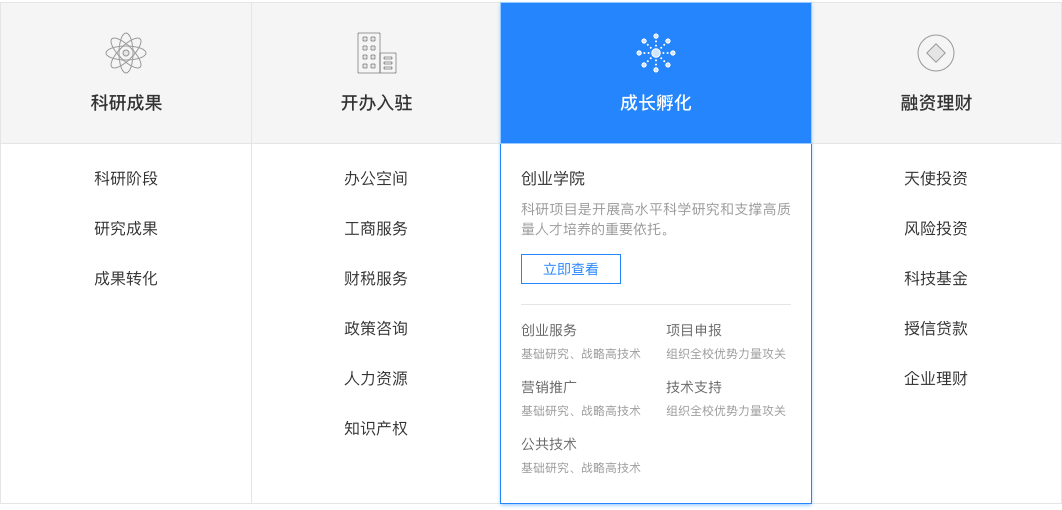 科研成果
开办入驻
成长孵化
融资理财
科研阶段
研究成果
成果转化
办公空间
工商服务
财税服务
政策咨询
人力资源
知识产权
创业学院
科研项目是开展高水平科学研究和支撑高质
量人才培养的重要依托。
立即查看
创业服务
基础研究、战略高技术
项目申报
组织全校优势力量攻关
营销推广
基础研究、战略高技术
技术支持
组织全校优势力量攻关
公共技术
基础研究、战略高技术
天使投资
风险投资
科技基金
授信贷款
企业理财